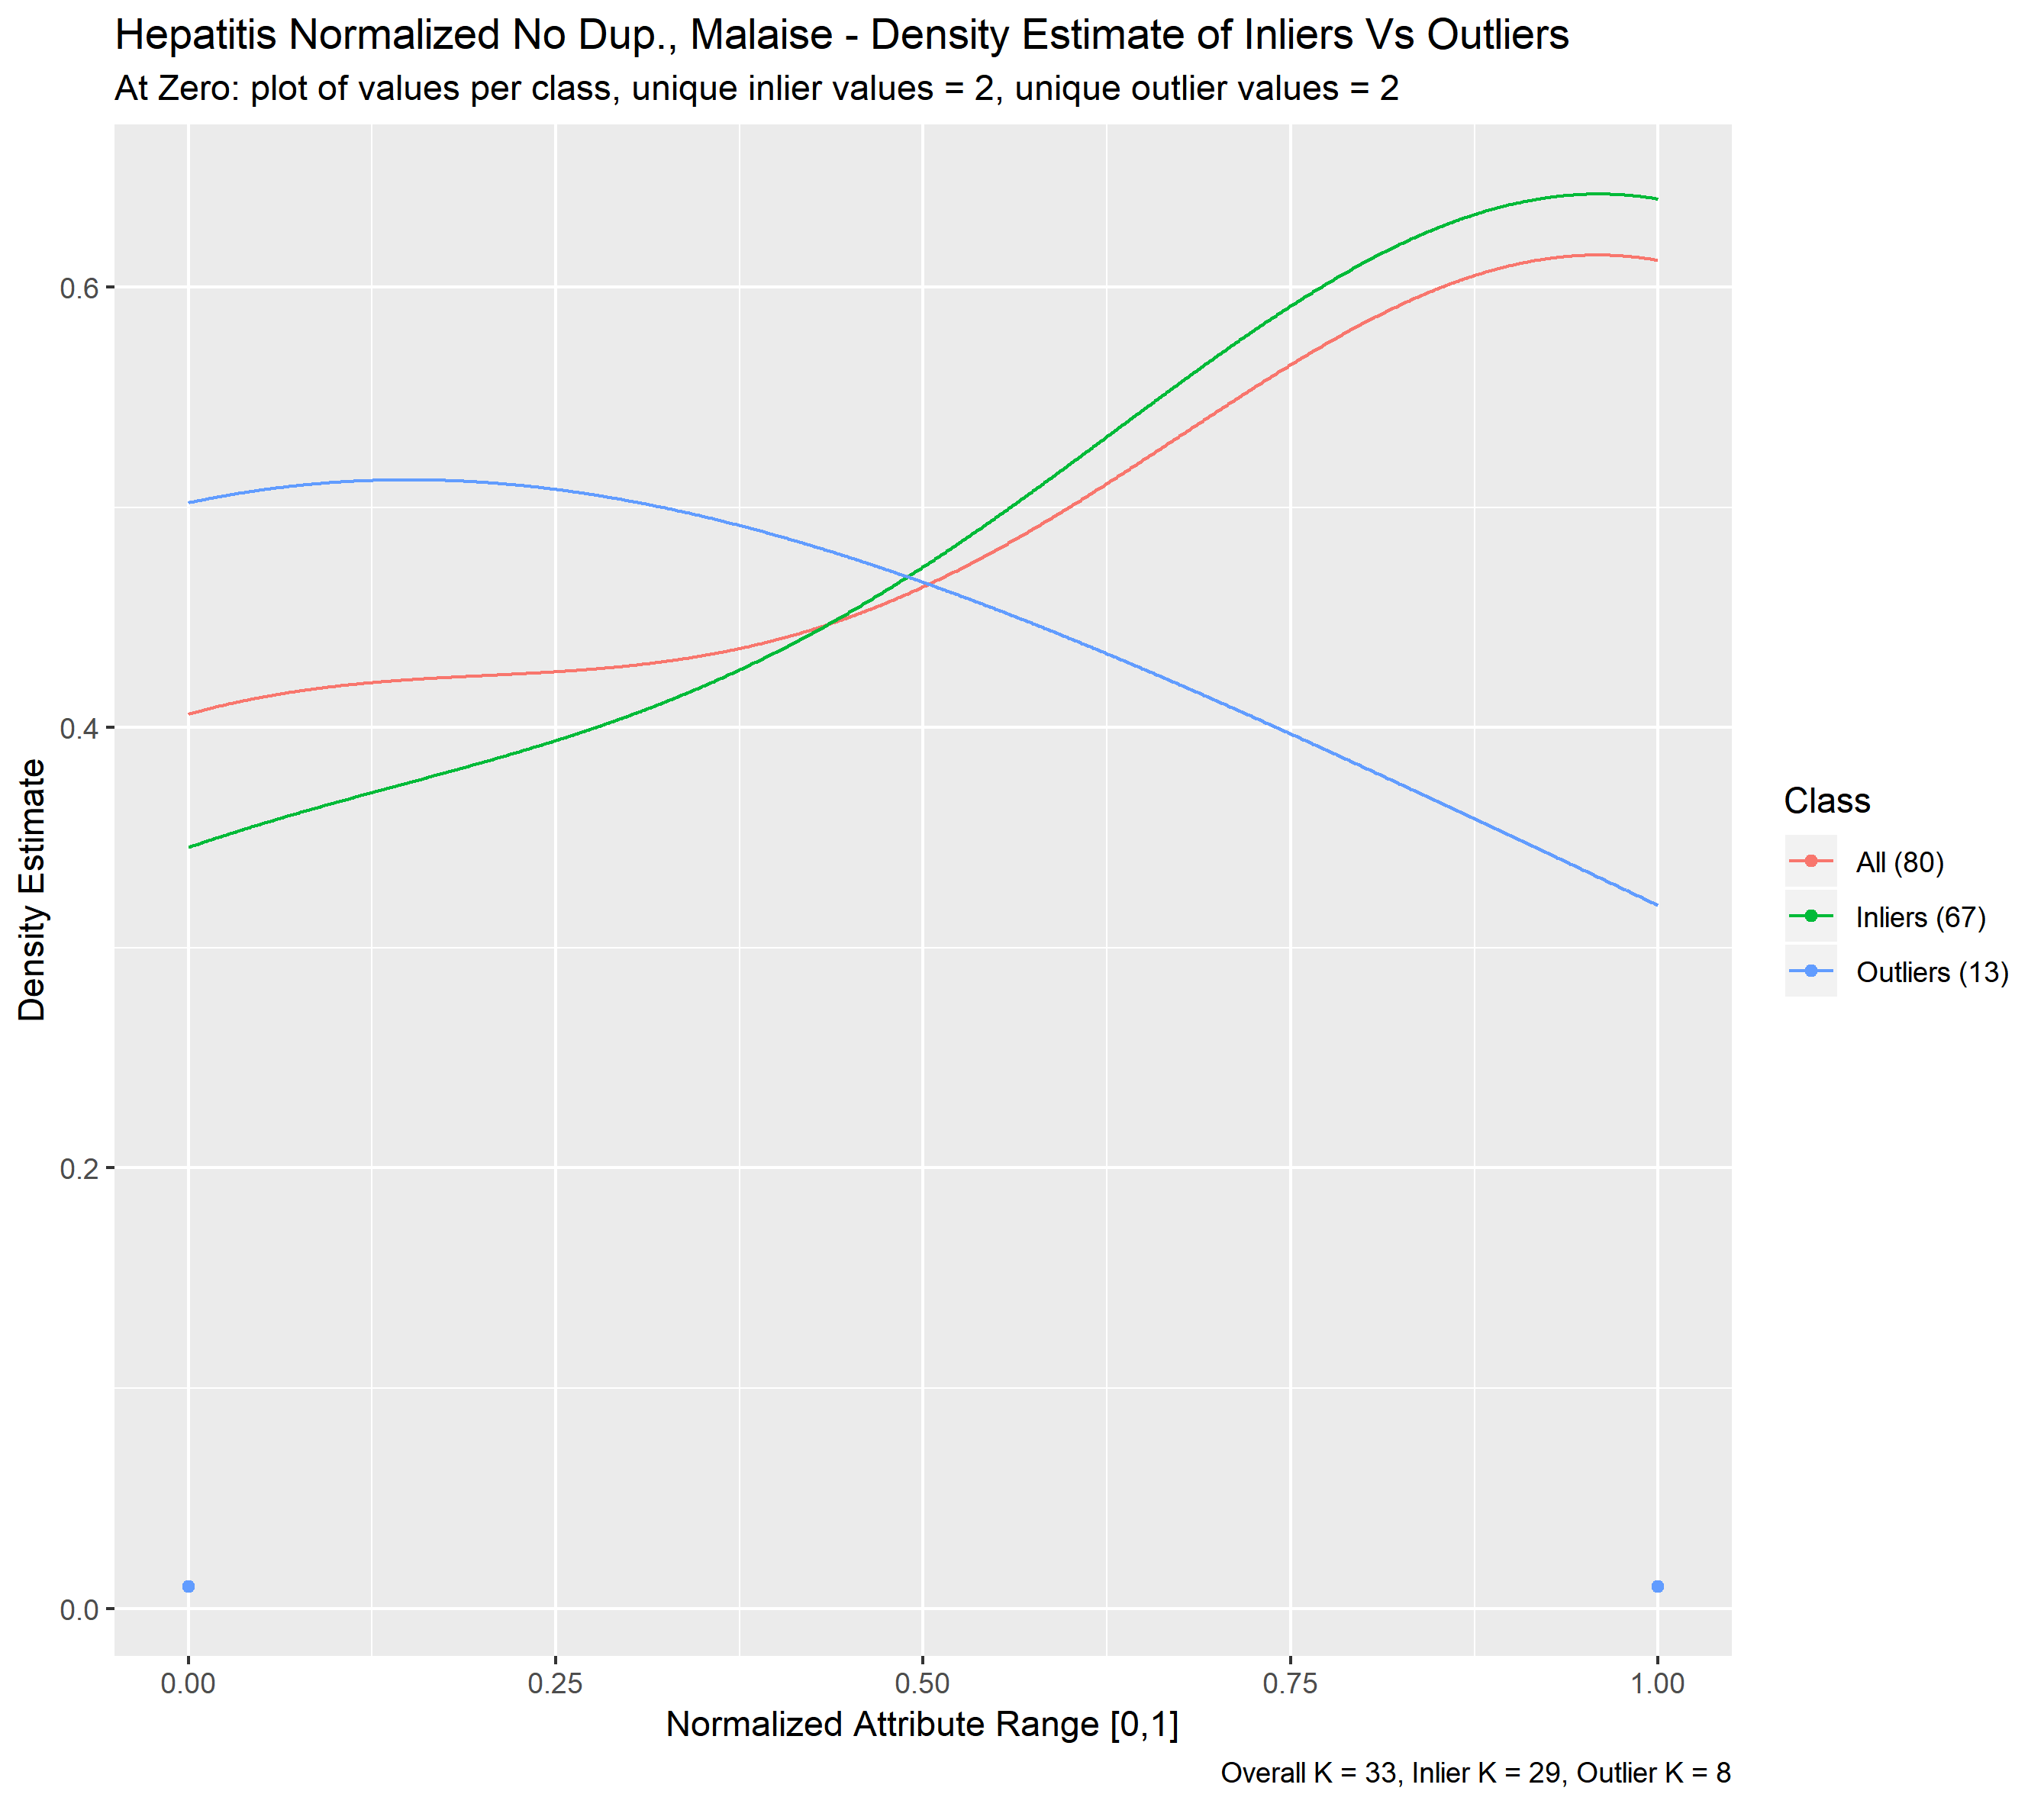 Hepatitis Normalized No Dup., Malaise - Density Estimate of Inliers Vs Outliers
At Zero: plot of values per class, unique inlier values = 2, unique outlier values = 2
Density Estimate
0.6
0.4
0.2
0.0
0.00 0.25 0.50 0.75 1.00
Normalized Attribute Range [0,1]
Class
All (80)
Inliers (67)
Outliers (13)
Overall K = 33, Inlier K = 29, Outlier K = 8